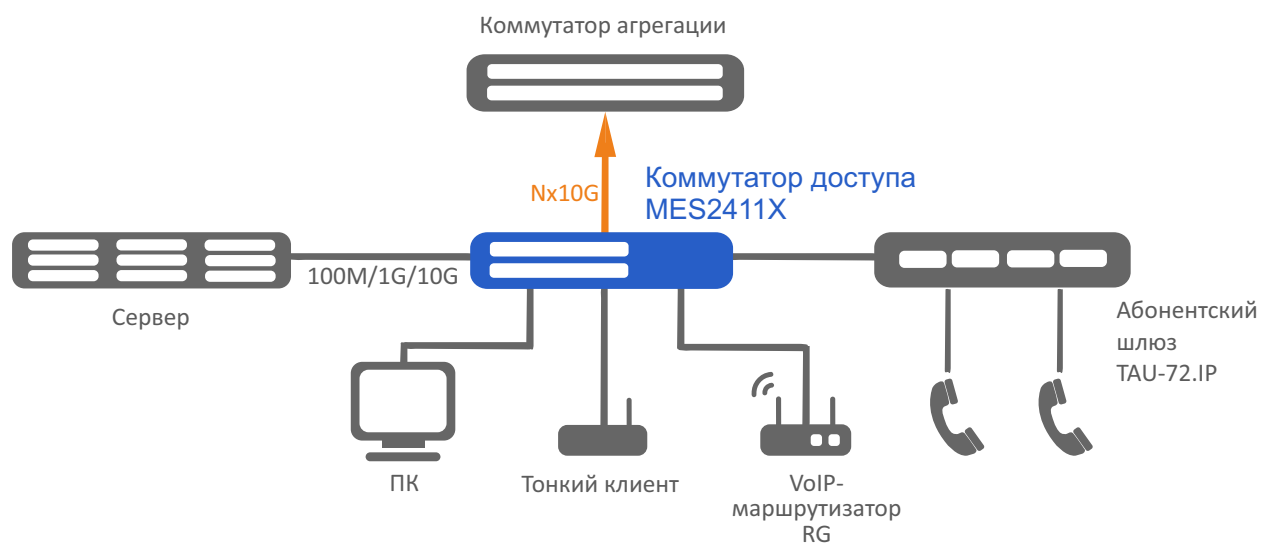 Коммутатор агрегации
Nx10G
Коммутатор доступа
MES2411X
100M/1G/10G
Сервер
Абонентский
шлюз
TAU-72.IP
ПК
Тонкий клиент
VoIP-
маршрутизатор
RG